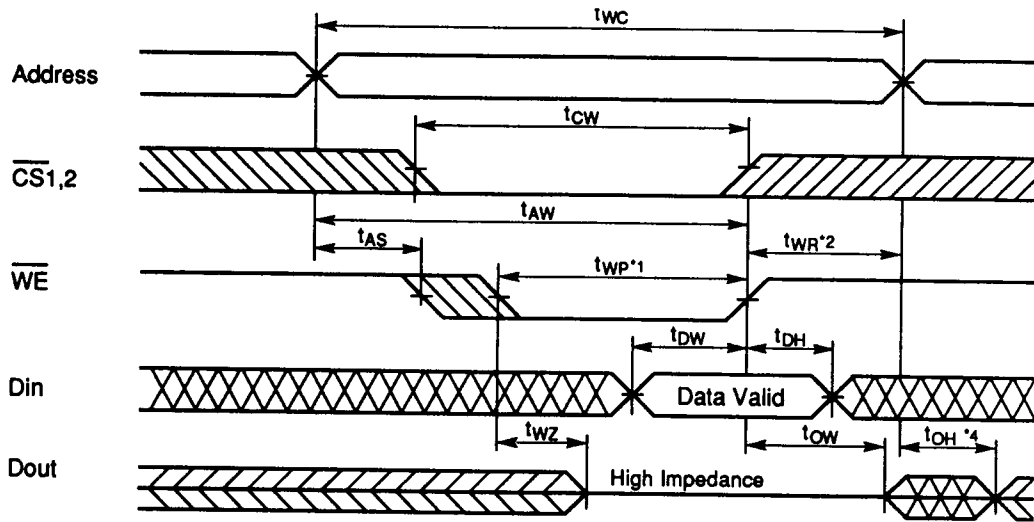 tWC
Address
tCW
CS1,2
tAW
tAS
tWR*2
WE
tWP*1
tDW
tDH
Din
Data Valid
tWZ
tOW
tOH *4
Dout
High Impedance